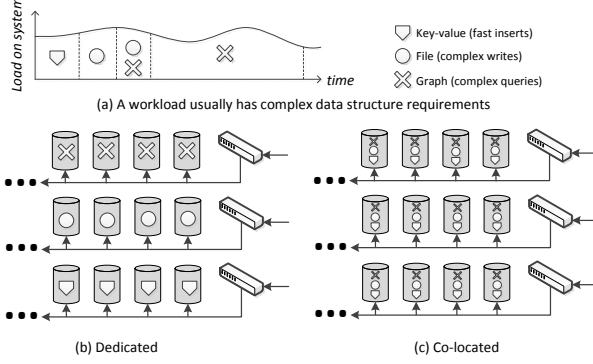 Load on system
time
Key-value (fast inserts)
File (complex writes)
Graph (complex queries)
(a) A workload usually has complex data structure requirements
(b) Dedicated
(c) Co-located